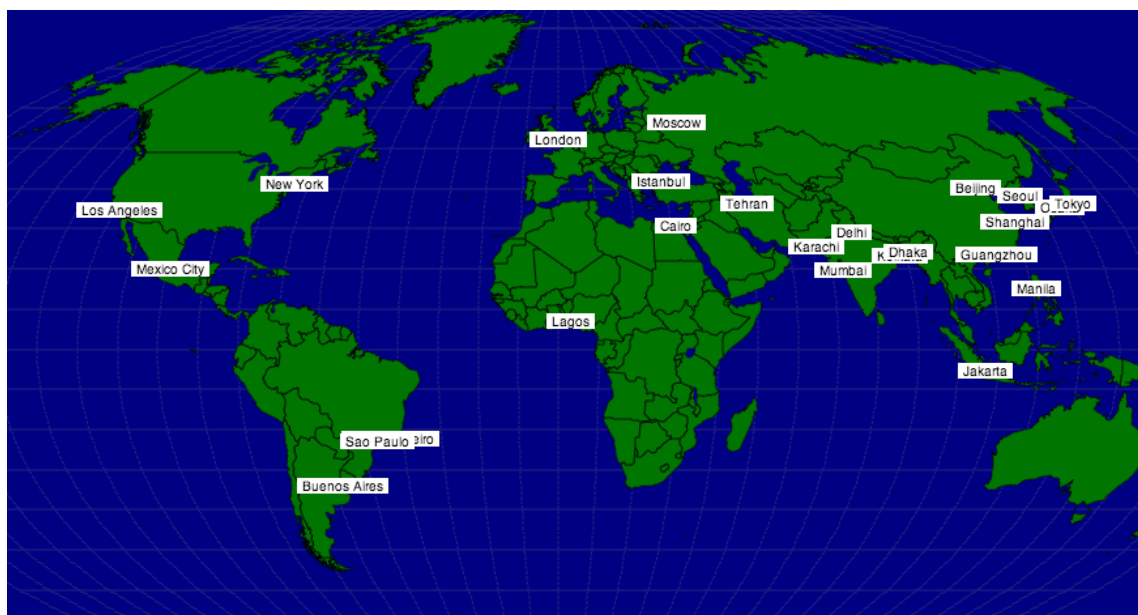 Moscow
London
New York
Istanbul
Beijing
Seoul
Tokyo
Tehran
Los Angeles
Shanghai
Cairo
Delhi
Karachi
Dhaka
Guangzhou
Mexico City
Mumbai
Manila
Lagos
Jakarta
Sao Paulo
Buenos Aires